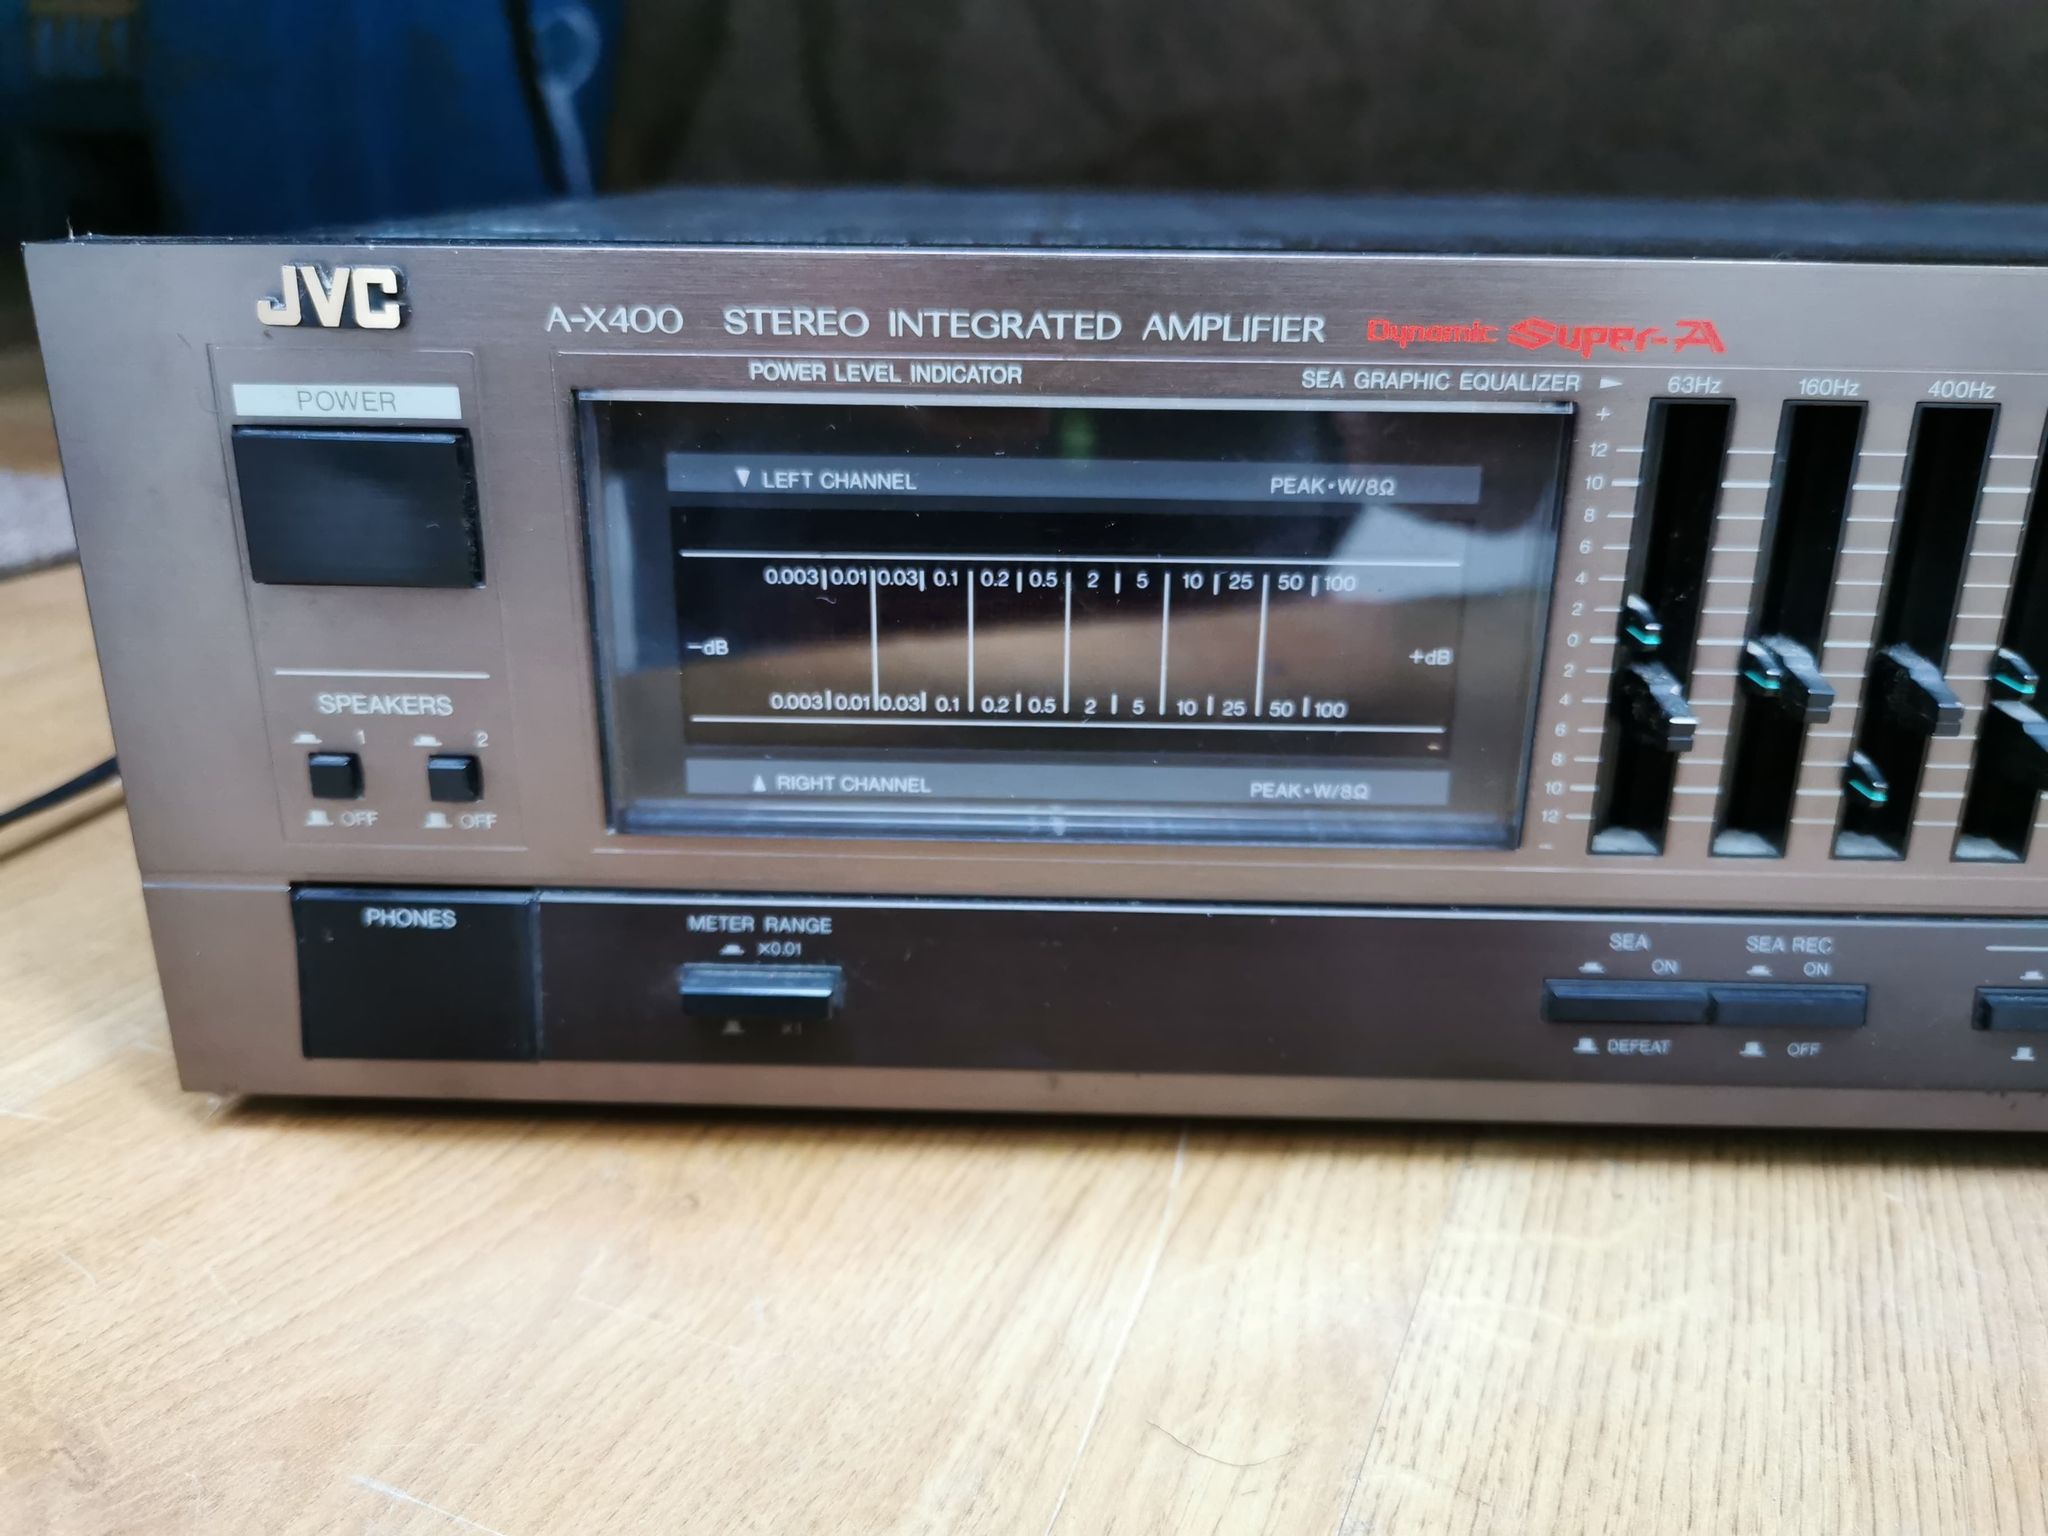 JVC
A-X400 STEREO INTEGRATED AMPLIFIER Dynamic Super-A
POWER LEVEL INDICATOR
SEA GRAPHIC EQUALIZER ► 63Hz 160Hz 400Hz
POWER
+
12
10
8
6
4
2
0
2
4
6
8
10
12
-
▼ LEFT CHANNEL PEAK•W/8Ω
0.003 0.01 0.03 0.1 0.2 0.5 2 5 10 25 50 100
-dB +dB
0.003 0.01 0.03 0.1 0.2 0.5 2 5 10 25 50 100
▲ RIGHT CHANNEL PEAK•W/8Ω
SPEAKERS
1 2
OFF OFF
PHONES
METER RANGE
×0.01
×1
SEA SEA REC
ON ON
DEFEAT OFF